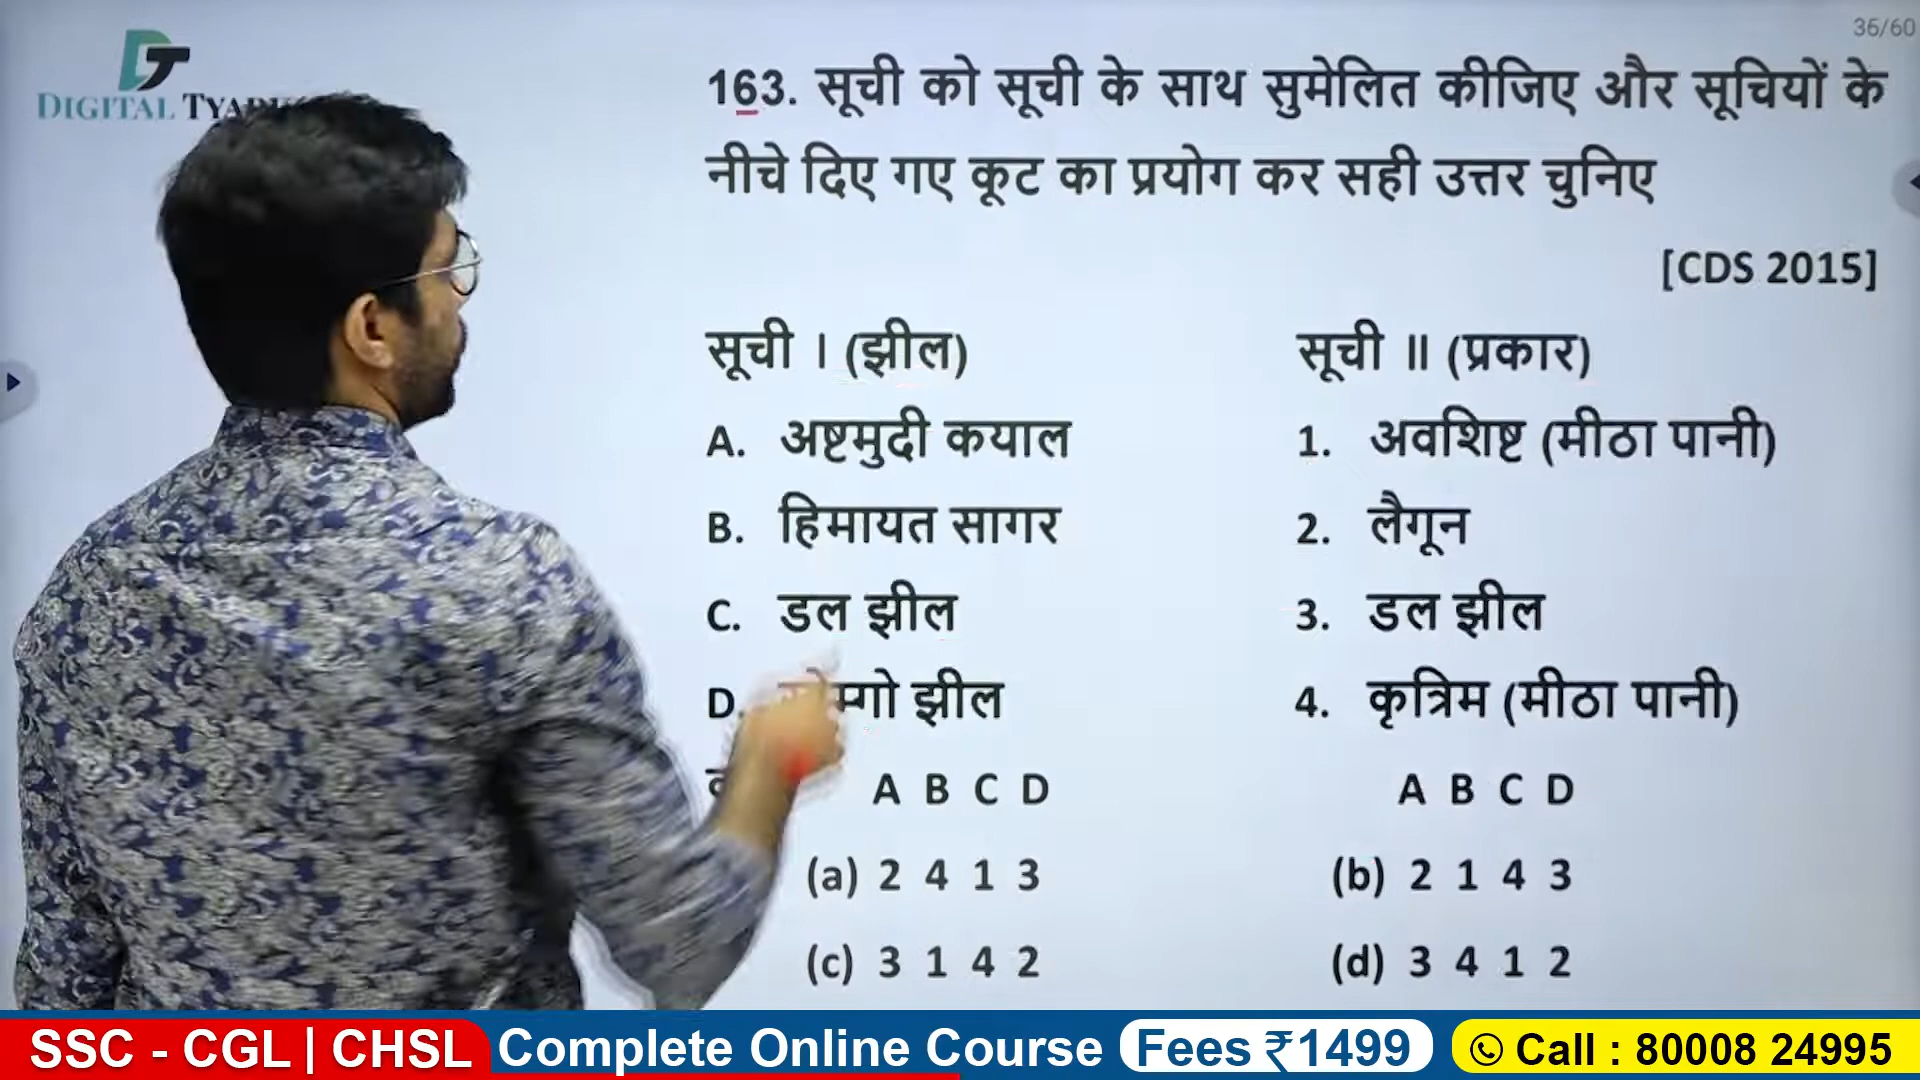 36/60
DIGITAL
163. सूची को सूची के साथ सुमेलित कीजिए और सूचियों के
नीचे दिए गए कूट का प्रयोग कर सही उत्तर चुनिए
[CDS 2015]
सूची I (झील) सूची II (प्रकार)
A. अष्टमुदी कयाल 1. अवशिष्ट (मीठा पानी)
B. हिमायत सागर 2. लैगून
C. डल झील 3. डल झील
D. झील 4. कृत्रिम (मीठा पानी)
A B C D A B C D
(a) 2 4 1 3 (b) 2 1 4 3
(c) 3 1 4 2 (d) 3 4 1 2
SSC - CGL | CHSL Complete Online Course Fees ₹1499 Call : 80008 24995